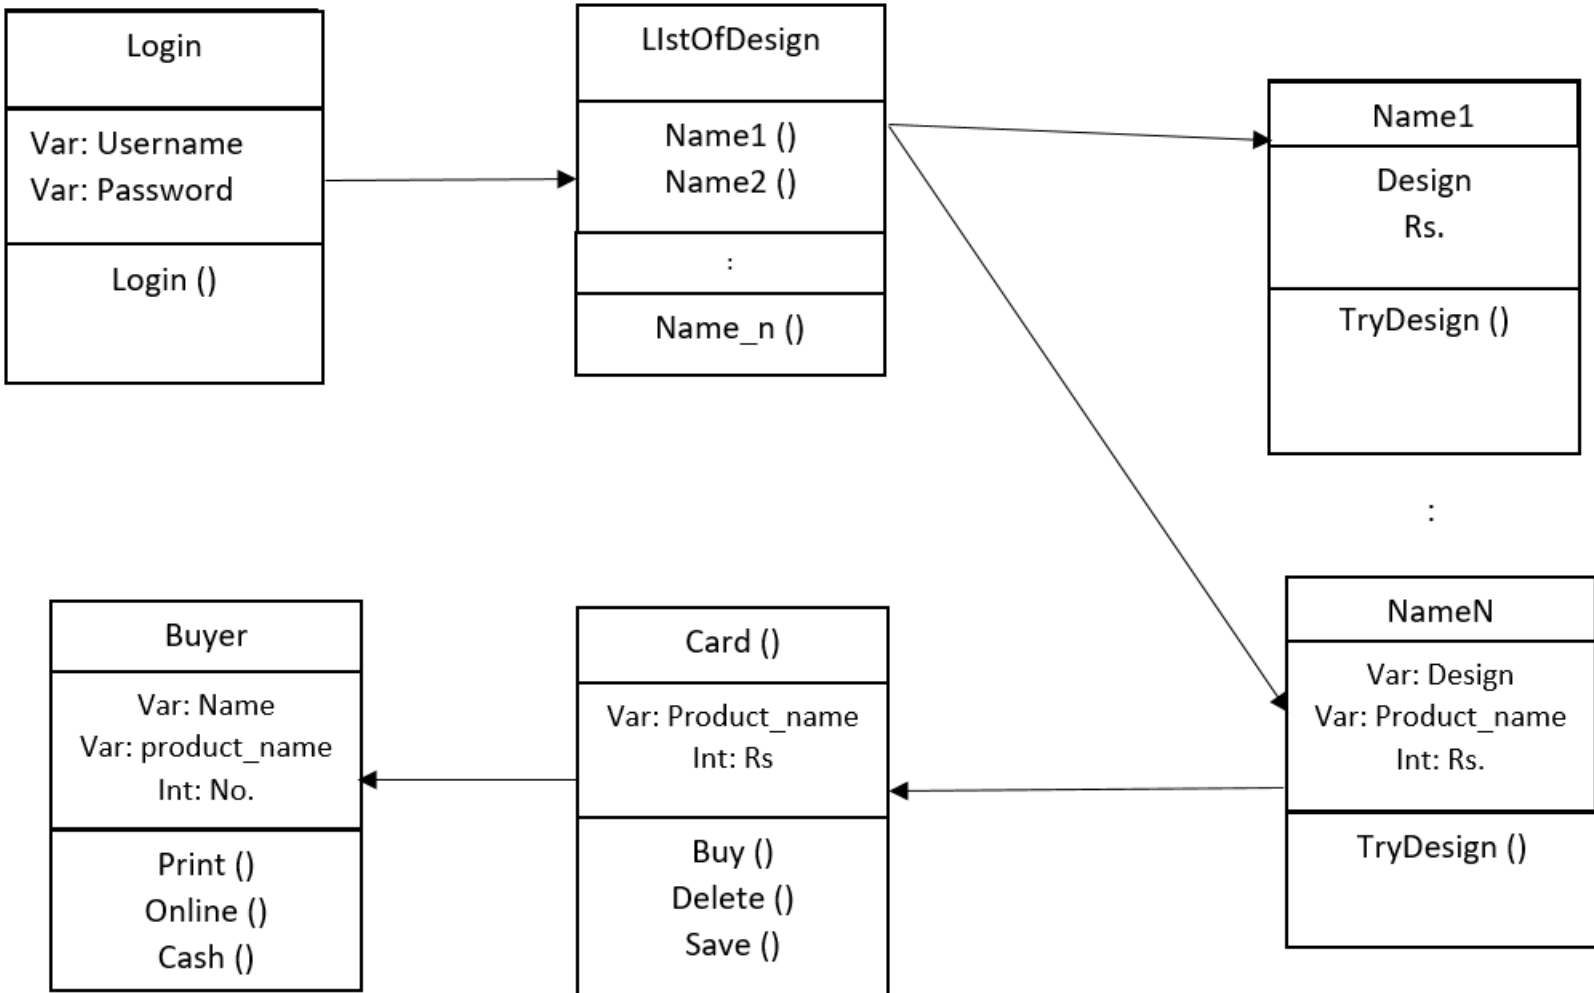 Login
Var: Username
Var: Password
Login ()
LIstOfDesign
Name1 ()
Name2 ()
:
Name_n ()
Name1
Design
Rs.
TryDesign ()
:
NameN
Var: Design
Var: Product_name
Int: Rs.
TryDesign ()
Card ()
Var: Product_name
Int: Rs
Buy ()
Delete ()
Save ()
Buyer
Var: Name
Var: product_name
Int: No.
Print ()
Online ()
Cash ()